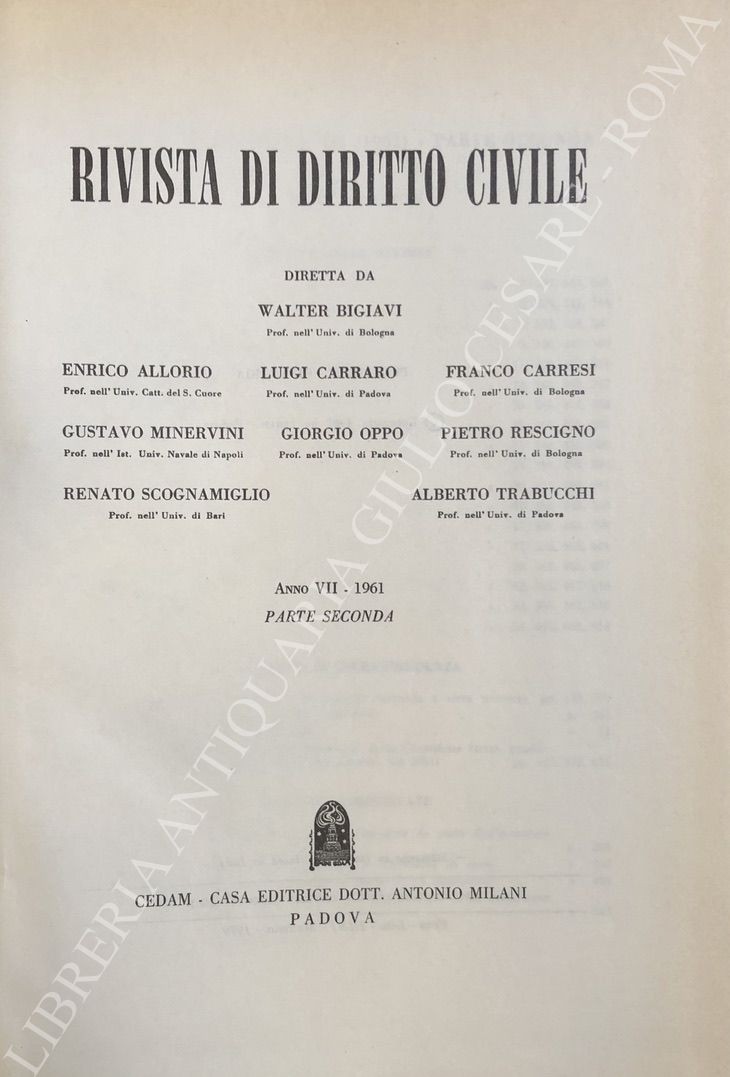 RIVISTA DI DIRITTO CIVILE
DIRETTA DA
WALTER BIGIAVI
Prof. nell' Univ. di Bologna
ENRICO ALLORIO LUIGI CARRARO FRANCO CARRESI
Prof. nell' Univ. Catt. del S. Cuore Prof. nell' Univ. di Padova Prof. nell' Univ. di Bologna
GUSTAVO MINERVINI GIORGIO OPPO PIETRO RESCIGNO
Prof. nell' Ist. Univ. Navale di Napoli Prof. nell' Univ. di Padova Prof. nell' Univ. di Bologna
RENATO SCOGNAMIGLIO ALBERTO TRABUCCHI
Prof. nell' Univ. di Bari Prof. nell' Univ. di Padova
ANNO VII - 1961
PARTE SECONDA
CEDAM - CASA EDITRICE DOTT. ANTONIO MILANI
PADOVA
LIBRERIA ANTIQUARIA GIULIO CESARE - ROMA